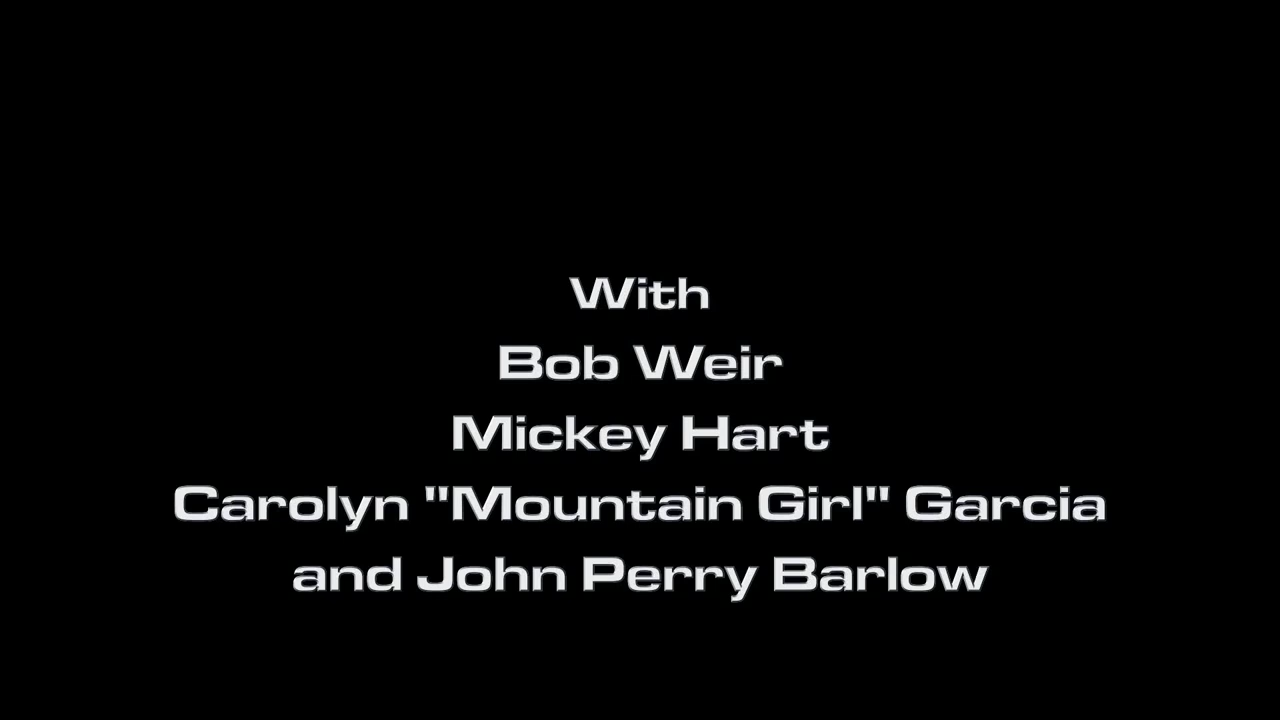 With
Bob Weir
Mickey Hart
Carolyn "Mountain Girl" Garcia
and John Perry Barlow